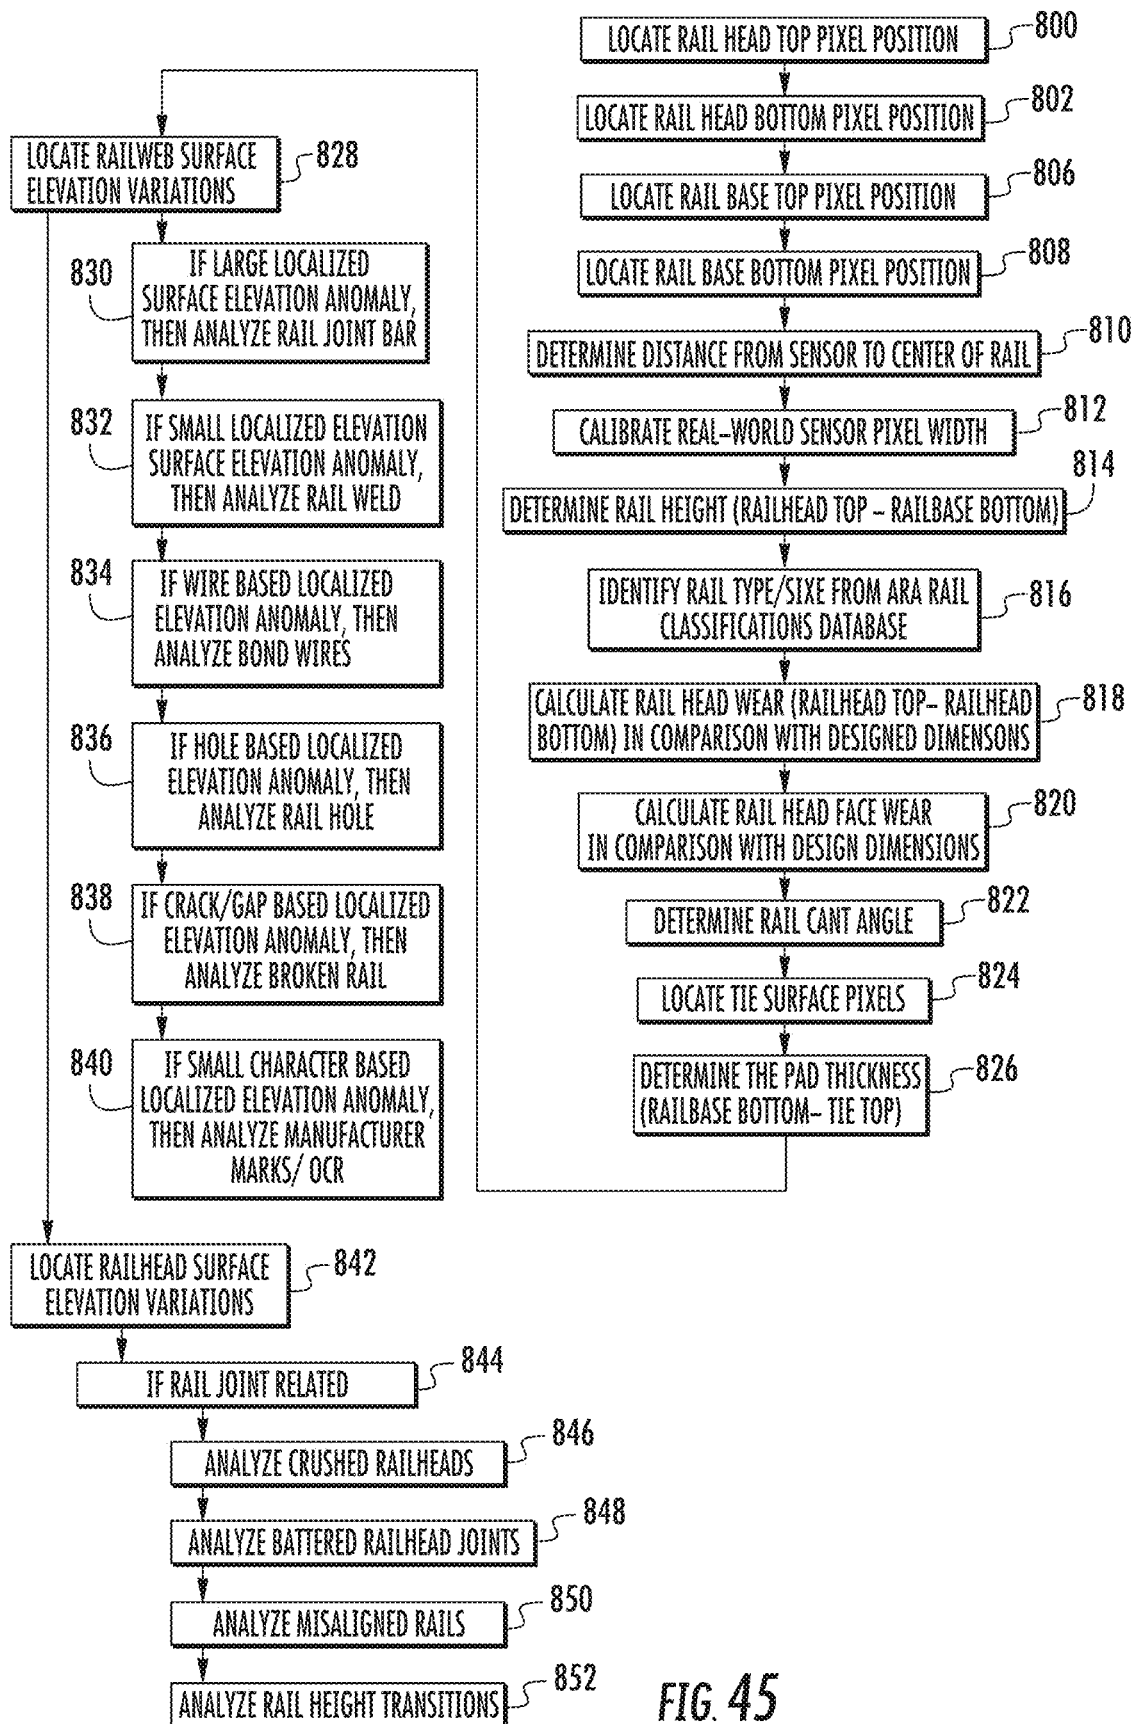 LOCATE RAIL HEAD TOP PIXEL POSITION
800
LOCATE RAIL HEAD BOTTOM PIXEL POSITION
802
LOCATE RAIL BASE TOP PIXEL POSITION
806
LOCATE RAIL BASE BOTTOM PIXEL POSITION
808
DETERMINE DISTANCE FROM SENSOR TO CENTER OF RAIL
810
CALIBRATE REAL–WORLD SENSOR PIXEL WIDTH
812
DETERMINE RAIL HEIGHT (RAILHEAD TOP – RAILBASE BOTTOM)
814
IDENTIFY RAIL TYPE/SIXE FROM ARA RAIL
CLASSIFICATIONS DATABASE
816
CALCULATE RAIL HEAD WEAR (RAILHEAD TOP– RAILHEAD
BOTTOM) IN COMPARISON WITH DESIGNED DIMENSONS
818
CALCULATE RAIL HEAD FACE WEAR
IN COMPARISON WITH DESIGN DIMENSIONS
820
DETERMINE RAIL CANT ANGLE
822
LOCATE TIE SURFACE PIXELS
824
DETERMINE THE PAD THICKNESS
(RAILBASE BOTTOM– TIE TOP)
826
LOCATE RAILWEB SURFACE
ELEVATION VARIATIONS
828
830
IF LARGE LOCALIZED
SURFACE ELEVATION ANOMALY,
THEN ANALYZE RAIL JOINT BAR
832
IF SMALL LOCALIZED ELEVATION
SURFACE ELEVATION ANOMALY,
THEN ANALYZE RAIL WELD
834
IF WIRE BASED LOCALIZED
ELEVATION ANOMALY, THEN
ANALYZE BOND WIRES
836
IF HOLE BASED LOCALIZED
ELEVATION ANOMALY, THEN
ANALYZE RAIL HOLE
838
IF CRACK/GAP BASED LOCALIZED
ELEVATION ANOMALY, THEN
ANALYZE BROKEN RAIL
840
IF SMALL CHARACTER BASED
LOCALIZED ELEVATION ANOMALY,
THEN ANALYZE MANUFACTURER
MARKS/ OCR
LOCATE RAILHEAD SURFACE
ELEVATION VARIATIONS
842
IF RAIL JOINT RELATED
844
ANALYZE CRUSHED RAILHEADS
846
ANALYZE BATTERED RAILHEAD JOINTS
848
ANALYZE MISALIGNED RAILS
850
ANALYZE RAIL HEIGHT TRANSITIONS
852
FIG. 45